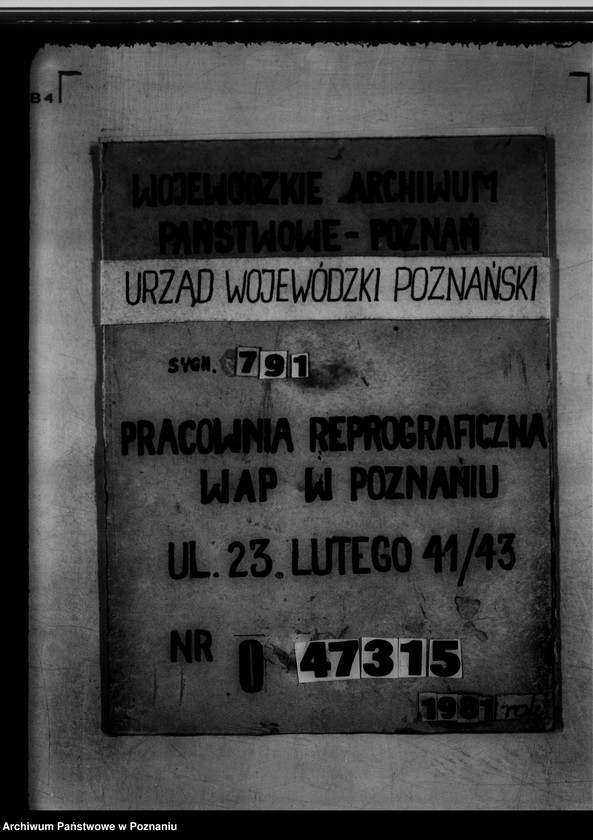 B4
WOJEWÓDZKIE ARCHIWUM
PAŃSTWOWE - POZNAŃ
URZĄD WOJEWÓDZKI POZNAŃSKI
SYGN. 791
PRACOWNIA REPROGRAFICZNA
WAP W POZNANIU
UL. 23. LUTEGO 41/43
NR 0 47315
1981 rok
Archiwum Państwowe w Poznaniu